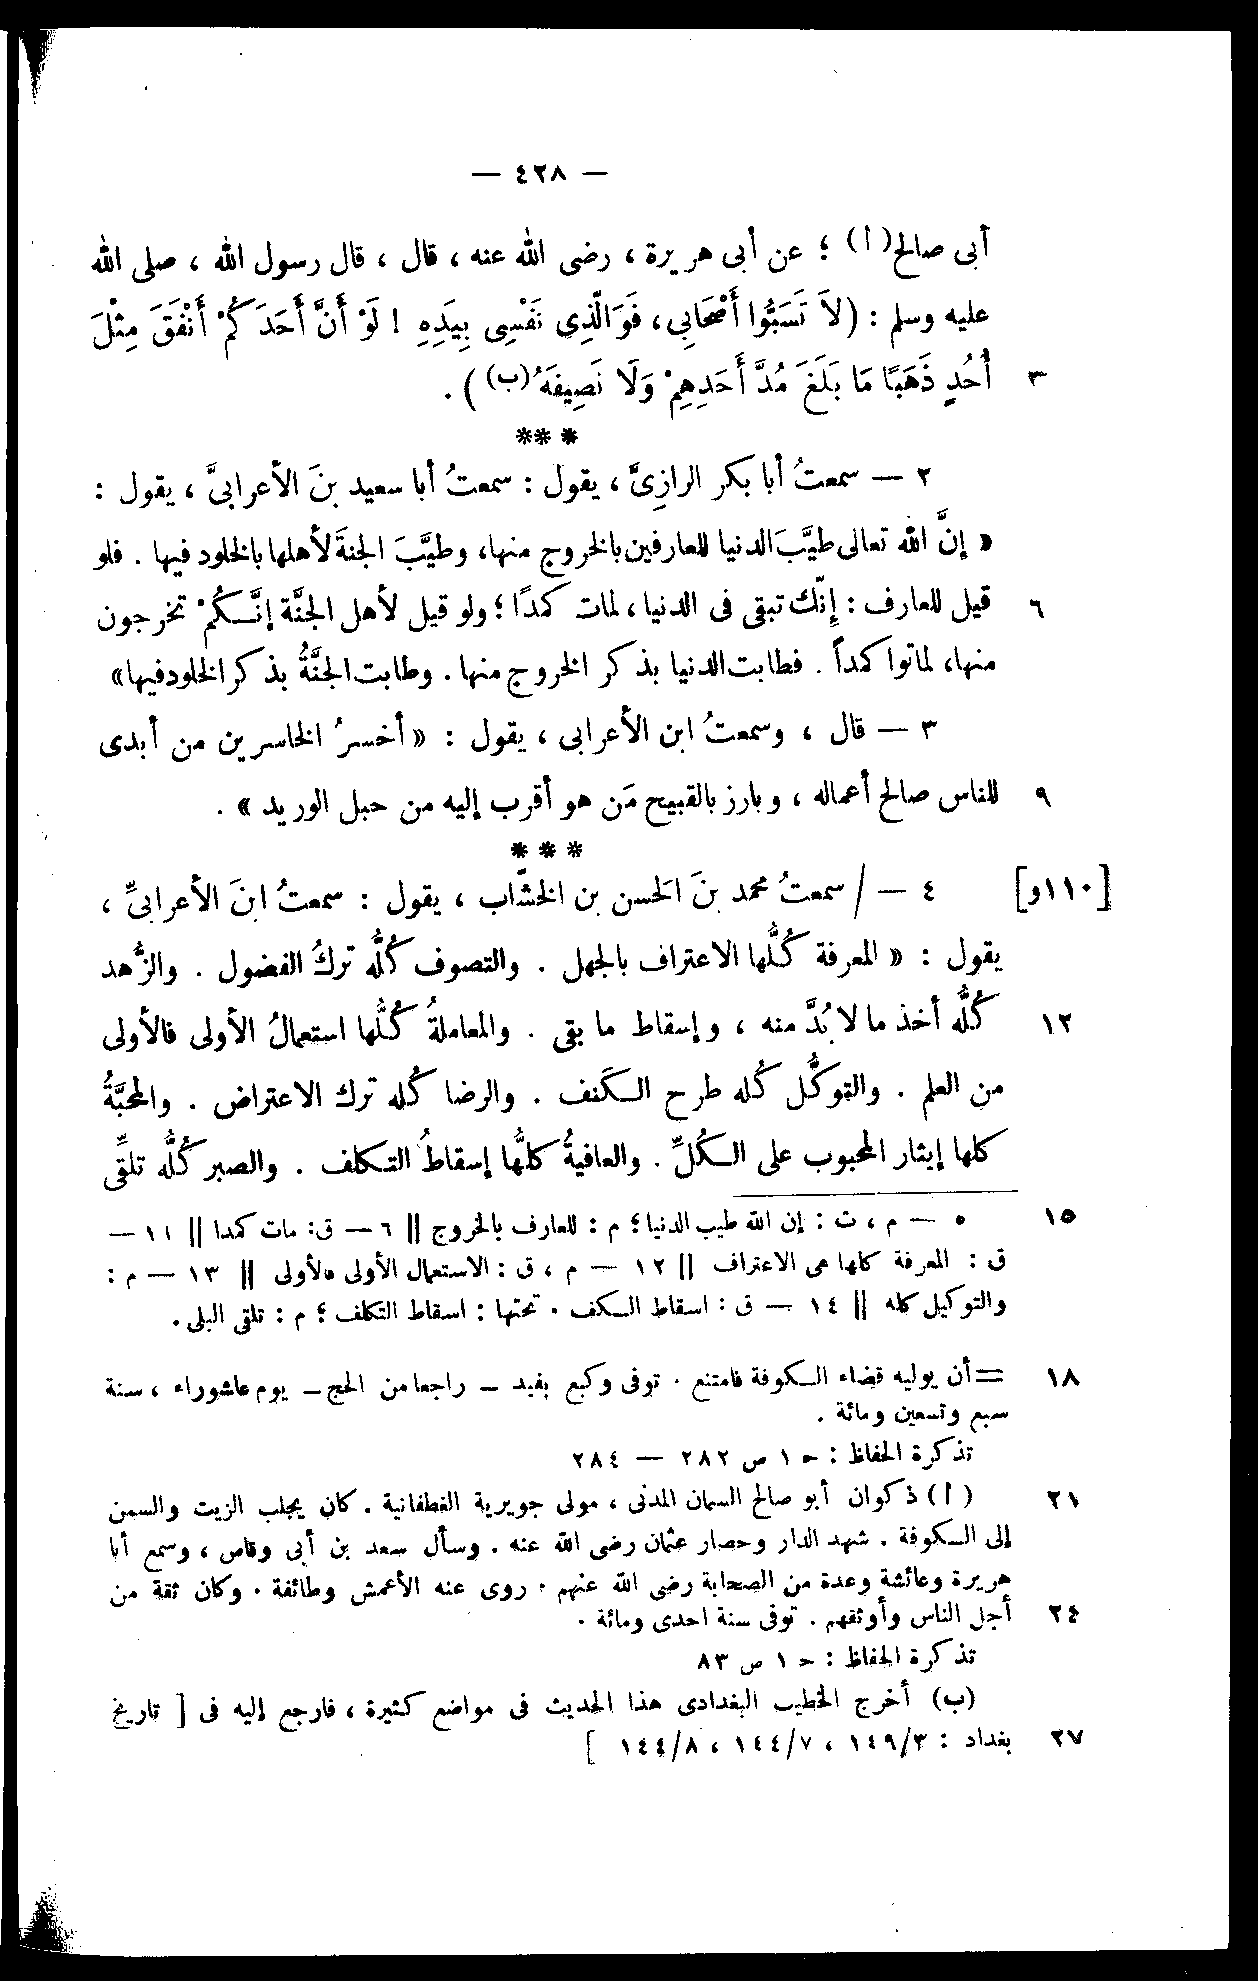 — ٤٢٨ —
أبى صالح(أ) ؛ عن أبى هريرة ، رضى الله عنه ، قال ، قال رسول الله ، صلى الله
عليه وسلم : (لاَ تَسَبُّوا أَصْحَابِى ، فَوَالَّذِى نَفْسِى بِيَدِهِ ! لَوْ أَنَّ أَحَدَكُمْ أَنْفَقَ مِثْلَ
٣ أُحُدٍ ذَهَبًا مَا بَلَغَ مُدَّ أَحَدِهِمْ وَلَا نَصِيفَهُ(ب) ) .
***
٢ — سمعتُ أبا بكر الرازِىَّ ، يقول : سمعتُ أبا سعيد بنَ الأعرابىَّ ، يقول :
« إنَّ الله تعالى طيَّبَ الدنيا للعارفين بالخروج منها ، وطيَّبَ الجنةَ لأهلها بالخلود فيها . فلو
٦ قيل للعارف : إنّك تبقى فى الدنيا ، لمات كمدًا ؛ ولو قيل لأهل الجنَّة إنَّكُمْ تخرجون
منها ، لماتوا كمداً . فطابت الدنيا بذكر الخروج منها . وطابت الجنَّةُ بذكر الخلود فيها »
٣ — قال ، وسمعتُ ابن الأعرابى ، يقول : « أخسرُ الخاسرين من أبدى
٩ للناس صالح أعماله ، وبارز بالقبيح مَن هو أقرب إليه من حبل الوريد » .
* * *
[١١٠و] ٤ — / سمعتُ محمد بنَ الحسن بن الخشّاب ، يقول : سمعتُ ابنَ الأعرابىِّ ،
يقول : « المعرفة كُلُّها الاعتراف بالجهل . والتصوف كُلُّه تركُ الفضول . والزُّهد
١٢ كُلُّه أخذ ما لا بُدَّ منه ، وإسقاط ما بقى . والمعاملةُ كُلُّها استعمالُ الأولى فالأولى
من العلم . والتوكُّل كُله طرح الكَنف . والرضا كُله ترك الاعتراض . والمحبَّةُ
كلها إيثار المحبوب على الكُلِّ . والعافيةُ كلهُّا إسقاطُ التكلف . والصبر كُلُّه تلقِّى
١٥ ٥ — م ، ت : إن الله طيب الدنيا ؛ م : للعارف بالخروج || ٦ — ق : مات كمدا || ١١ —
ق : المعرفة كلها هى الاعتراف || ١٢ — م ، ق : الاستعمال الأولى فالأولى || ١٣ — م :
والتوكيل كله || ١٤ — ق : اسقاط السكف . تحتها : اسقاط التكلف ؛ م : تلقى البلى .
١٨ = أن يوليه قضاء الكوفة فامتنع . توفى وكيع بفيد – راجعا من الحج – يوم عاشوراء ، سنة
سبع وتسعين ومائة .
تذكرة الحفاظ : حـ ١ ص ٢٨٢ — ٢٨٤
٢١ (أ) ذكوان أبو صالح السمان المدنى ، مولى جويرية الغطفانية . كان يجلب الزيت والسمن
إلى الكوفة . شهد الدار وحصار عثمان رضى الله عنه . وسأل سعد بن أبى وقاص ، وسمع أبا
هريرة وعائشة وعدة من الصحابة رضى الله عنهم . روى عنه الأعمش وطائفة . وكان ثقة من
٢٤ أجل الناس وأوثقهم . توفى سنة احدى ومائة .
تذكرة الحفاظ : حـ ١ ص ٨٣
(ب) أخرج الخطيب البغدادى هذا الحديث فى مواضع كثيرة ، فارجع إليه فى [ تاريخ
٢٧ بغداد : ١٤٩/٣ ، ١٤٤/٧ ، ١٤٤/٨ ]